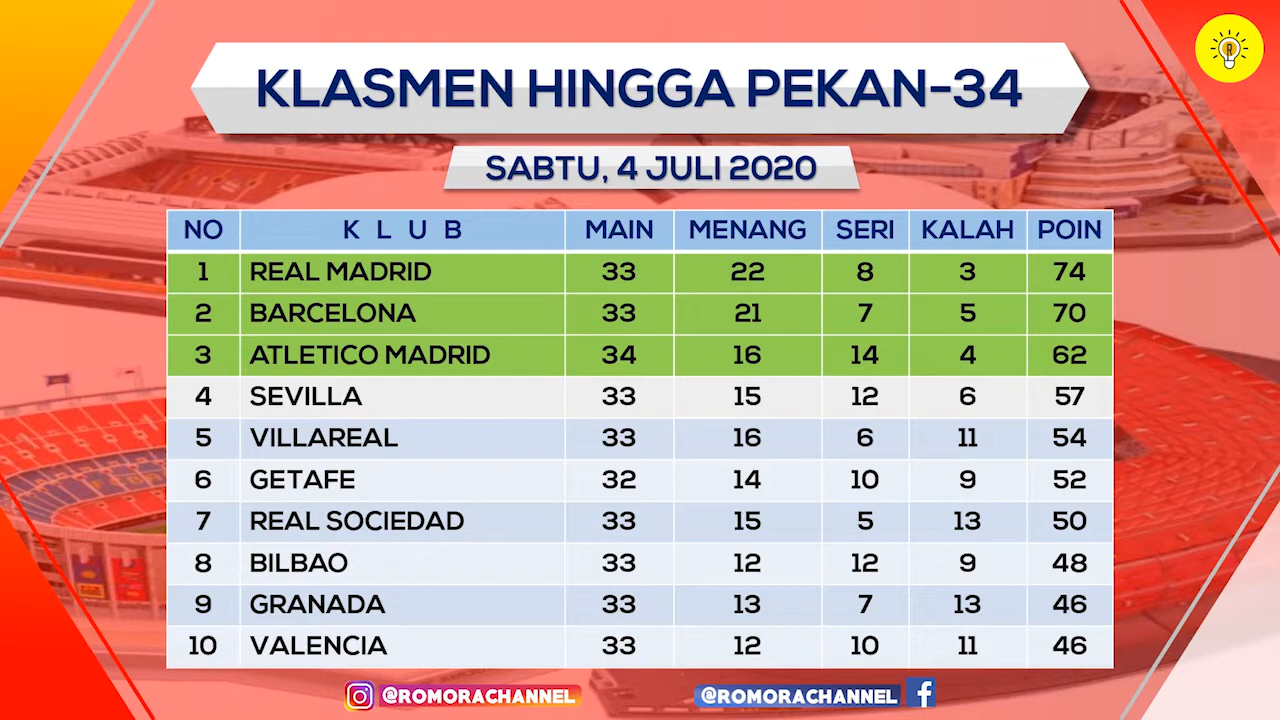 R
KLASMEN HINGGA PEKAN-34
SABTU, 4 JULI 2020
NO KLUB MAIN MENANG SERI KALAH POIN
1 REAL MADRID 33 22 8 3 74
2 BARCELONA 33 21 7 5 70
3 ATLETICO MADRID 34 16 14 4 62
4 SEVILLA 33 15 12 6 57
5 VILLAREAL 33 16 6 11 54
6 GETAFE 32 14 10 9 52
7 REAL SOCIEDAD 33 15 5 13 50
8 BILBAO 33 12 12 9 48
9 GRANADA 33 13 7 13 46
10 VALENCIA 33 12 10 11 46
@ROMORACHANNEL @ROMORACHANNEL f